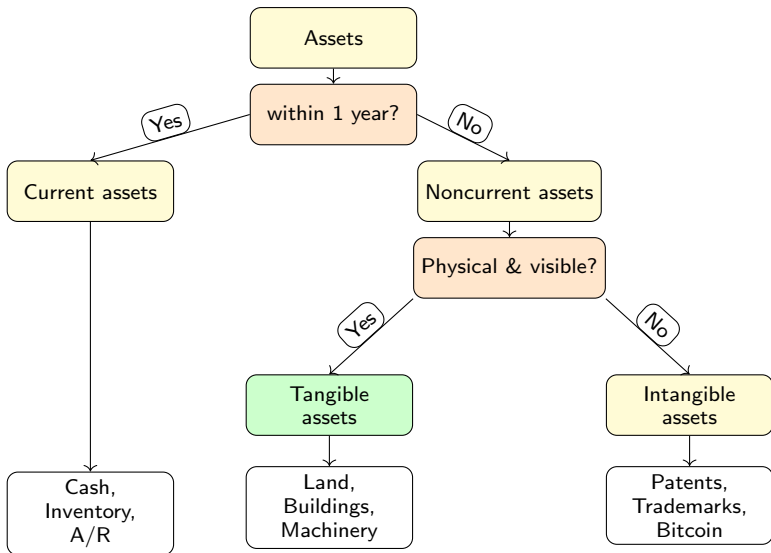 Assets
within 1 year?
Yes
No
Current assets
Noncurrent assets
Physical & visible?
Yes
No
Tangible
assets
Intangible
assets
Cash,
Inventory,
A/R
Land,
Buildings,
Machinery
Patents,
Trademarks,
Bitcoin